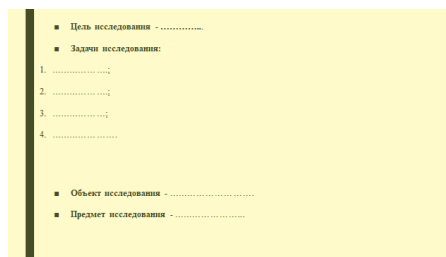 ▪ Цель исследования - …………...
▪ Задачи исследования:
1. …………………;
2. …………………;
3. …………………;
4. …………………….
▪ Объект исследования - …………………………
▪ Предмет исследования - ……………………